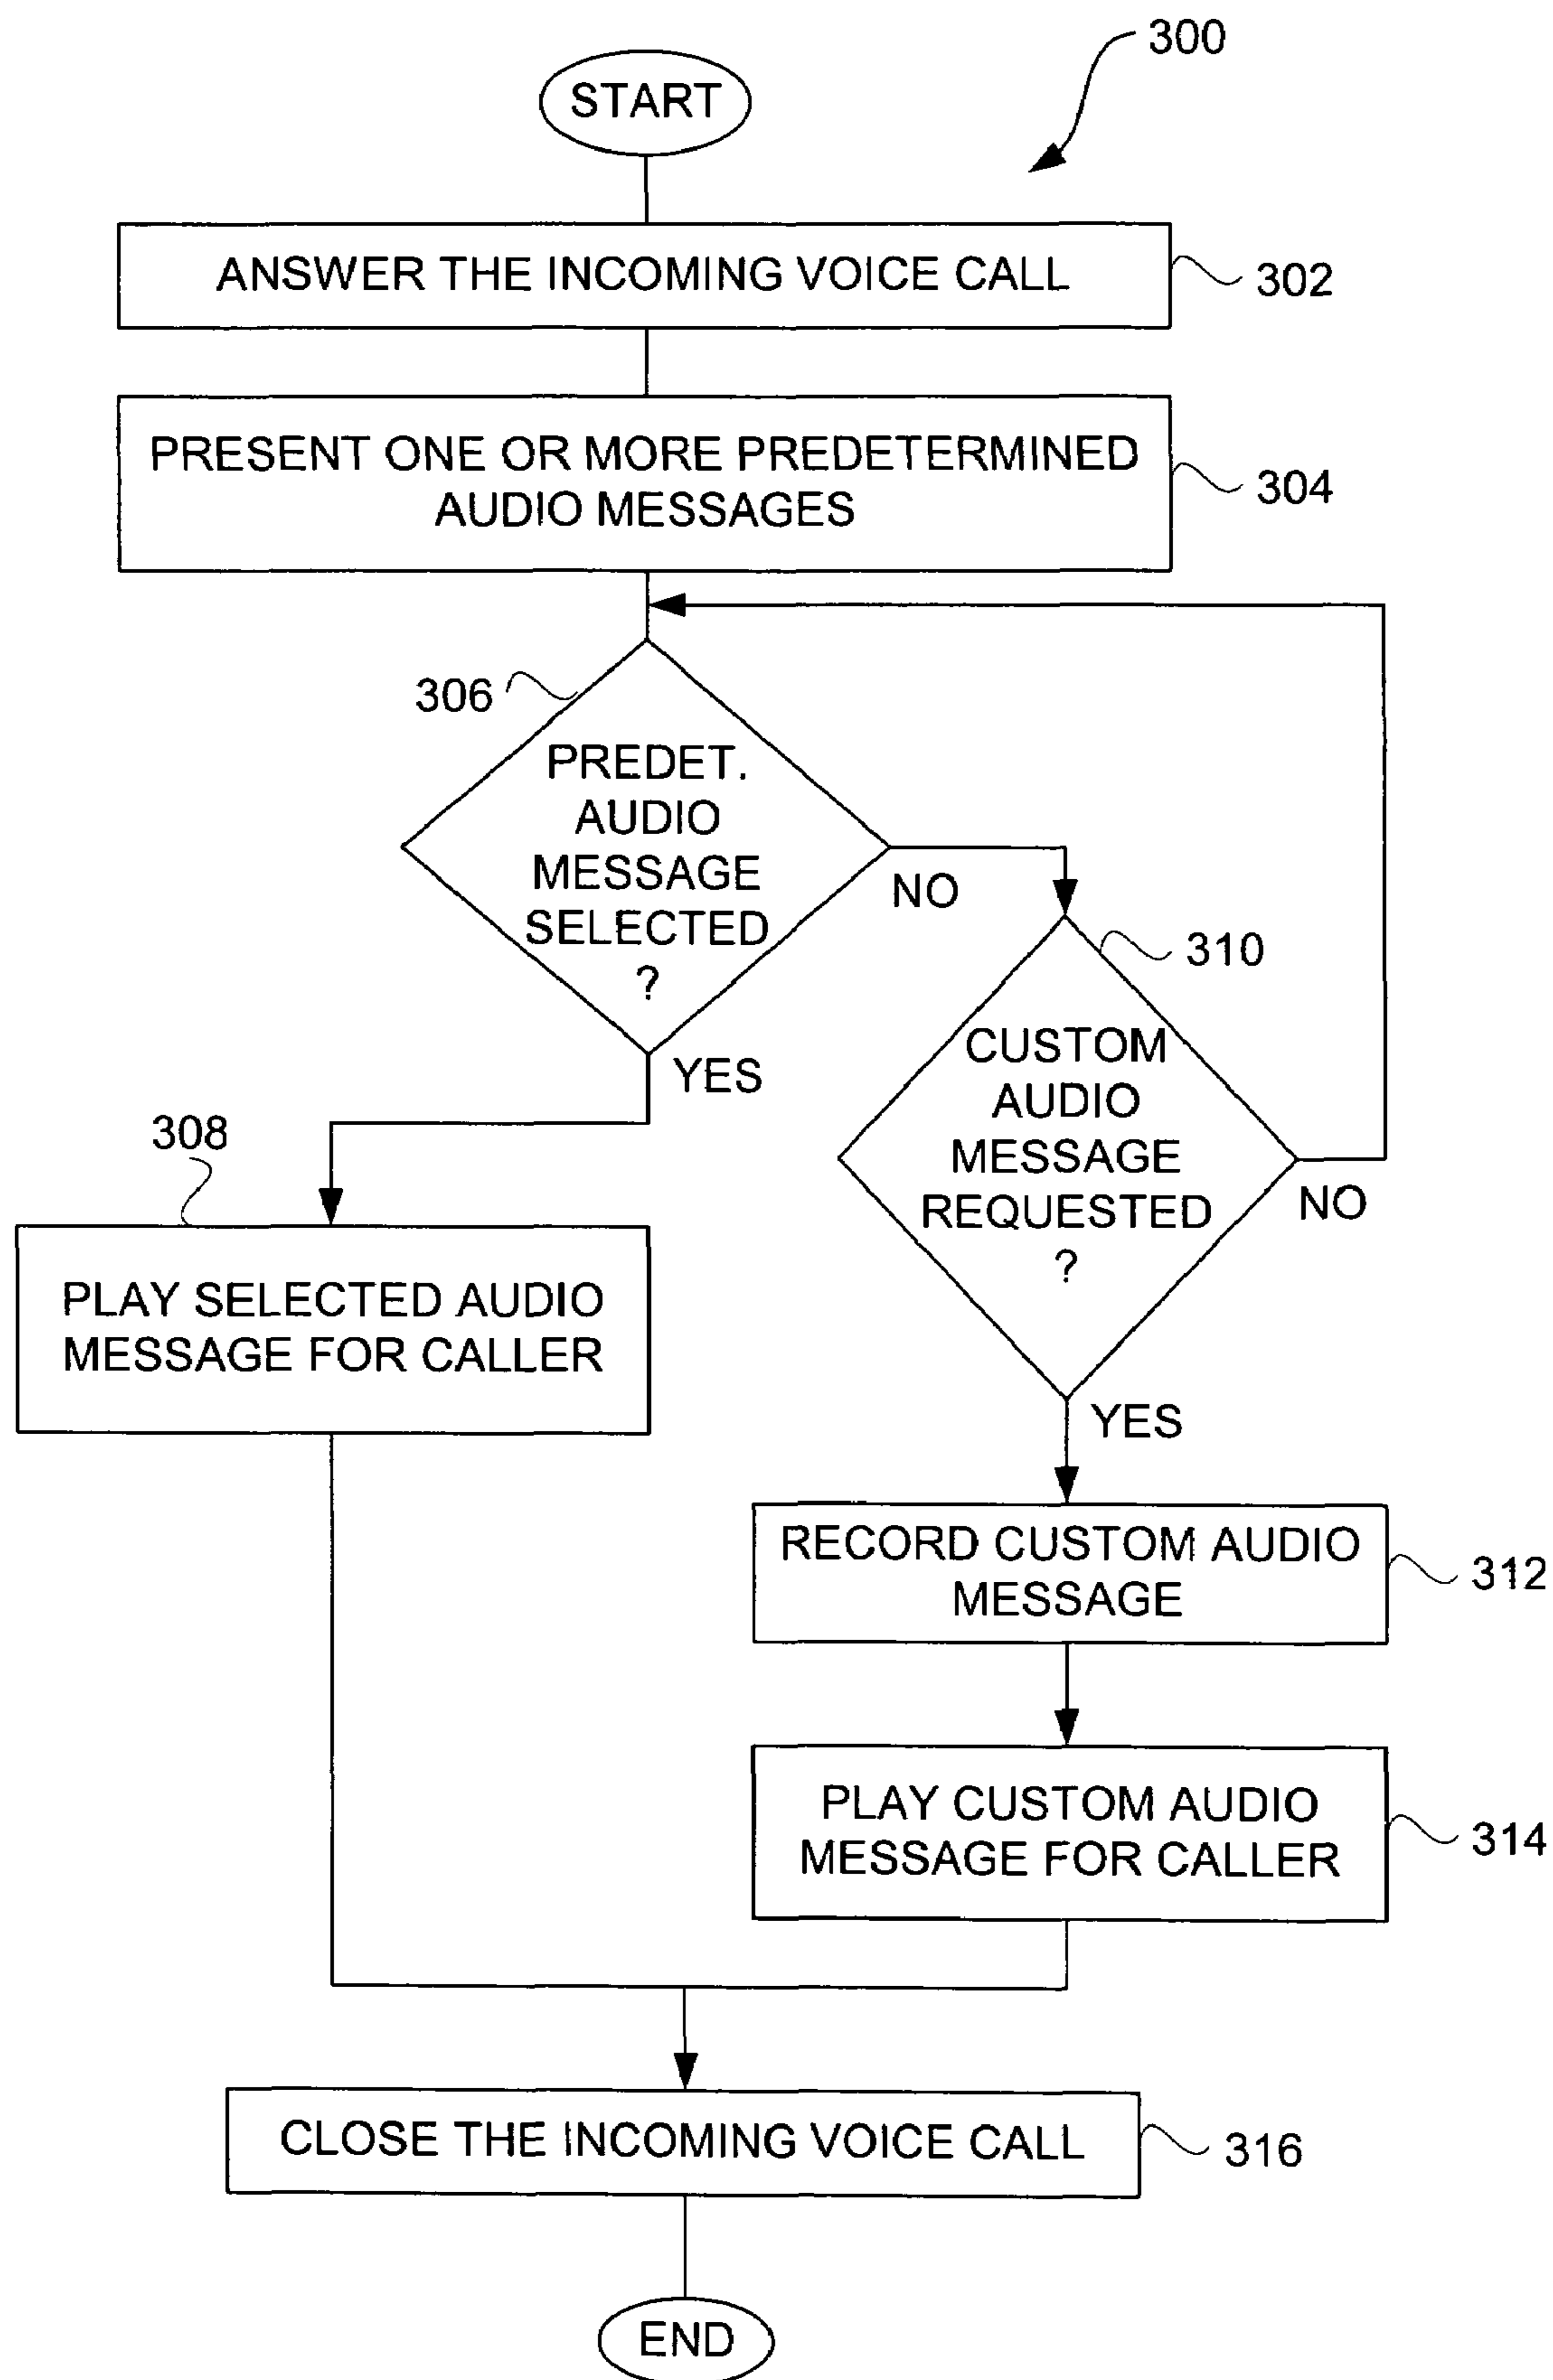 300
START
ANSWER THE INCOMING VOICE CALL
302
PRESENT ONE OR MORE PREDETERMINED
AUDIO MESSAGES
304
306
PREDET.
AUDIO
MESSAGE
SELECTED
?
NO
YES
310
CUSTOM
AUDIO
MESSAGE
REQUESTED
?
NO
YES
308
PLAY SELECTED AUDIO
MESSAGE FOR CALLER
RECORD CUSTOM AUDIO
MESSAGE
312
PLAY CUSTOM AUDIO
MESSAGE FOR CALLER
314
CLOSE THE INCOMING VOICE CALL
316
END